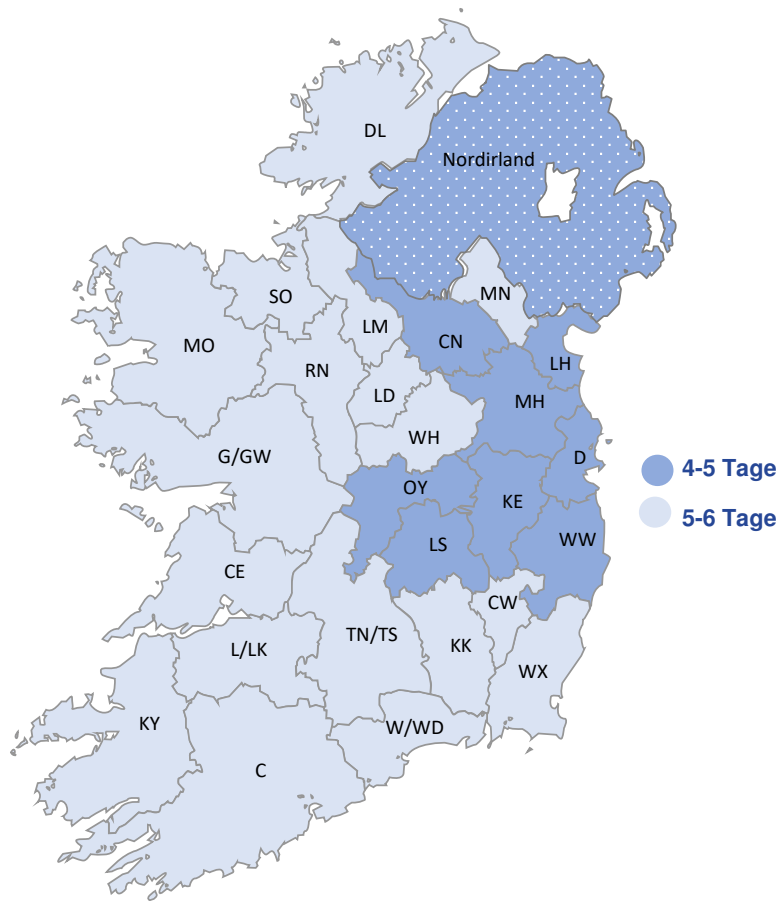 DL
Nordirland
MN
SO
LM
CN
MO
RN
LH
LD
MH
WH
G/GW
D
OY
KE
4-5 Tage
5-6 Tage
LS
WW
CE
CW
TN/TS
L/LK
KK
WX
KY
W/WD
C